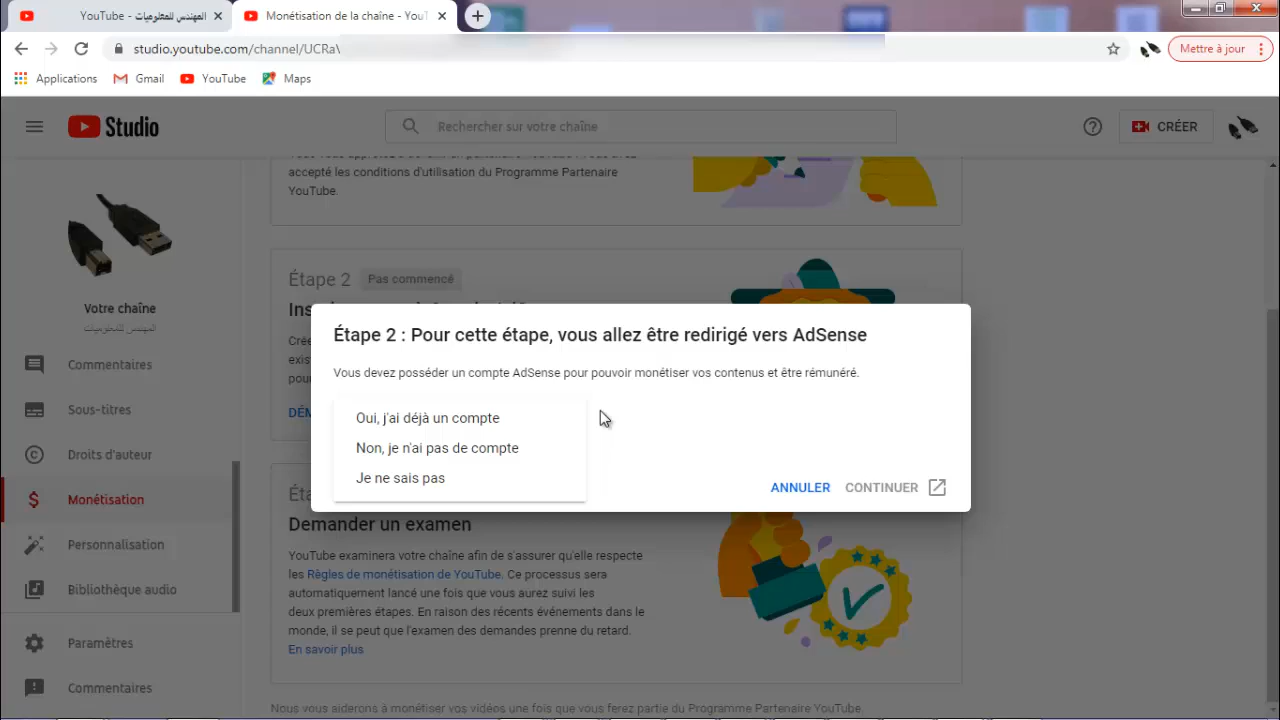 YouTube - المهندس للمعلوميات
Monétisation de la chaîne - YouT
studio.youtube.com/channel/UCRa
Mettre à jour
Applications
Gmail
YouTube
Maps
Studio
Rechercher sur votre chaîne
CRÉER
accepté les conditions d'utilisation du Programme Partenaire
YouTube.
Étape 2
Pas commencé
Votre chaîne
المهندس للمعلوميات
Commentaires
Sous-titres
Droits d'auteur
Monétisation
Personnalisation
Bibliothèque audio
Paramètres
Commentaires
Étape 2 : Pour cette étape, vous allez être redirigé vers AdSense
Vous devez posséder un compte AdSense pour pouvoir monétiser vos contenus et être rémunéré.
Oui, j'ai déjà un compte
Non, je n'ai pas de compte
Je ne sais pas
ANNULER
CONTINUER
Demander un examen
YouTube examinera votre chaîne afin de s'assurer qu'elle respecte
les Règles de monétisation de YouTube. Ce processus sera
automatiquement lancé une fois que vous aurez suivi les
deux premières étapes. En raison des récents événements dans le
monde, il se peut que l'examen des demandes prenne du retard.
En savoir plus
Nous vous aiderons à monétiser vos vidéos une fois que vous ferez partie du Programme Partenaire YouTube.